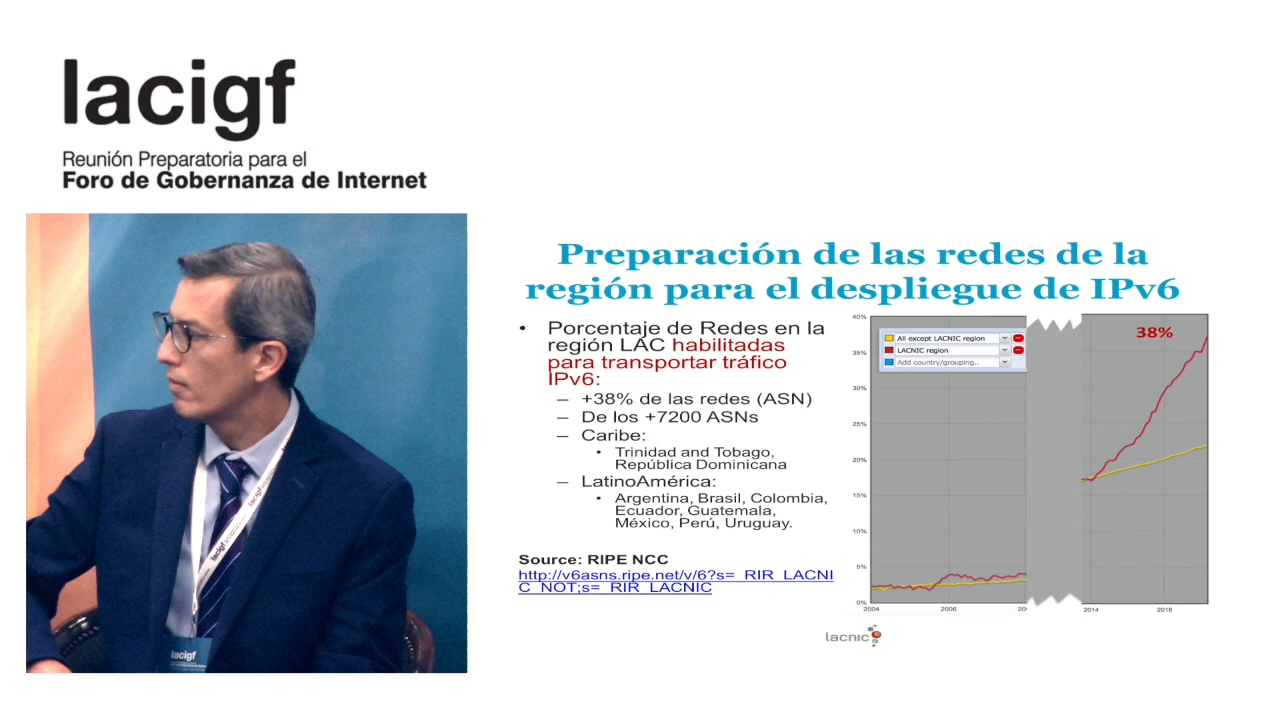 lacigf
Reunión Preparatoria para el
Foro de Gobernanza de Internet
Preparación de las redes de la
región para el despliegue de IPv6
• Porcentaje de Redes en la
región LAC habilitadas
para transportar tráfico
IPv6:
– +38% de las redes (ASN)
– De los +7200 ASNs
– Caribe:
• Trinidad and Tobago,
República Dominicana
– LatinoAmérica:
• Argentina, Brasil, Colombia,
Ecuador, Guatemala,
México, Perú, Uruguay.
Source: RIPE NCC
http://v6asns.ripe.net/v/6?s=_RIR_LACNI
C_NOT;s=_RIR_LACNIC
40%
35%
30%
25%
20%
15%
10%
5%
0%
All except LACNIC region
LACNIC region
Add country/grouping..
38%
2004
2006
20
2014
2016
lacnic
lacigf
lacigf